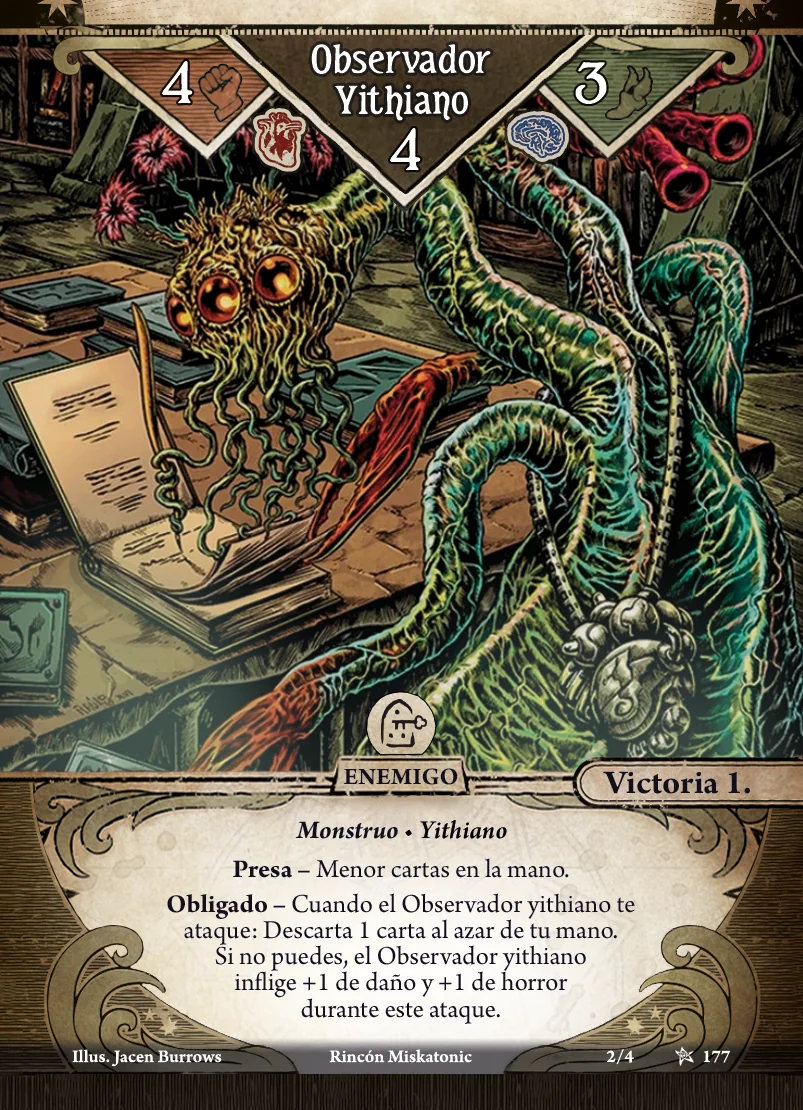 Observador
Yithiano
4
3
4
ENEMIGO
Victoria 1.
Monstruo • Yithiano
Presa – Menor cartas en la mano.
Obligado – Cuando el Observador yithiano te
ataque: Descarta 1 carta al azar de tu mano.
Si no puedes, el Observador yithiano
inflige +1 de daño y +1 de horror
durante este ataque.
Illus. Jacen Burrows
Rincón Miskatonic
2/4
177